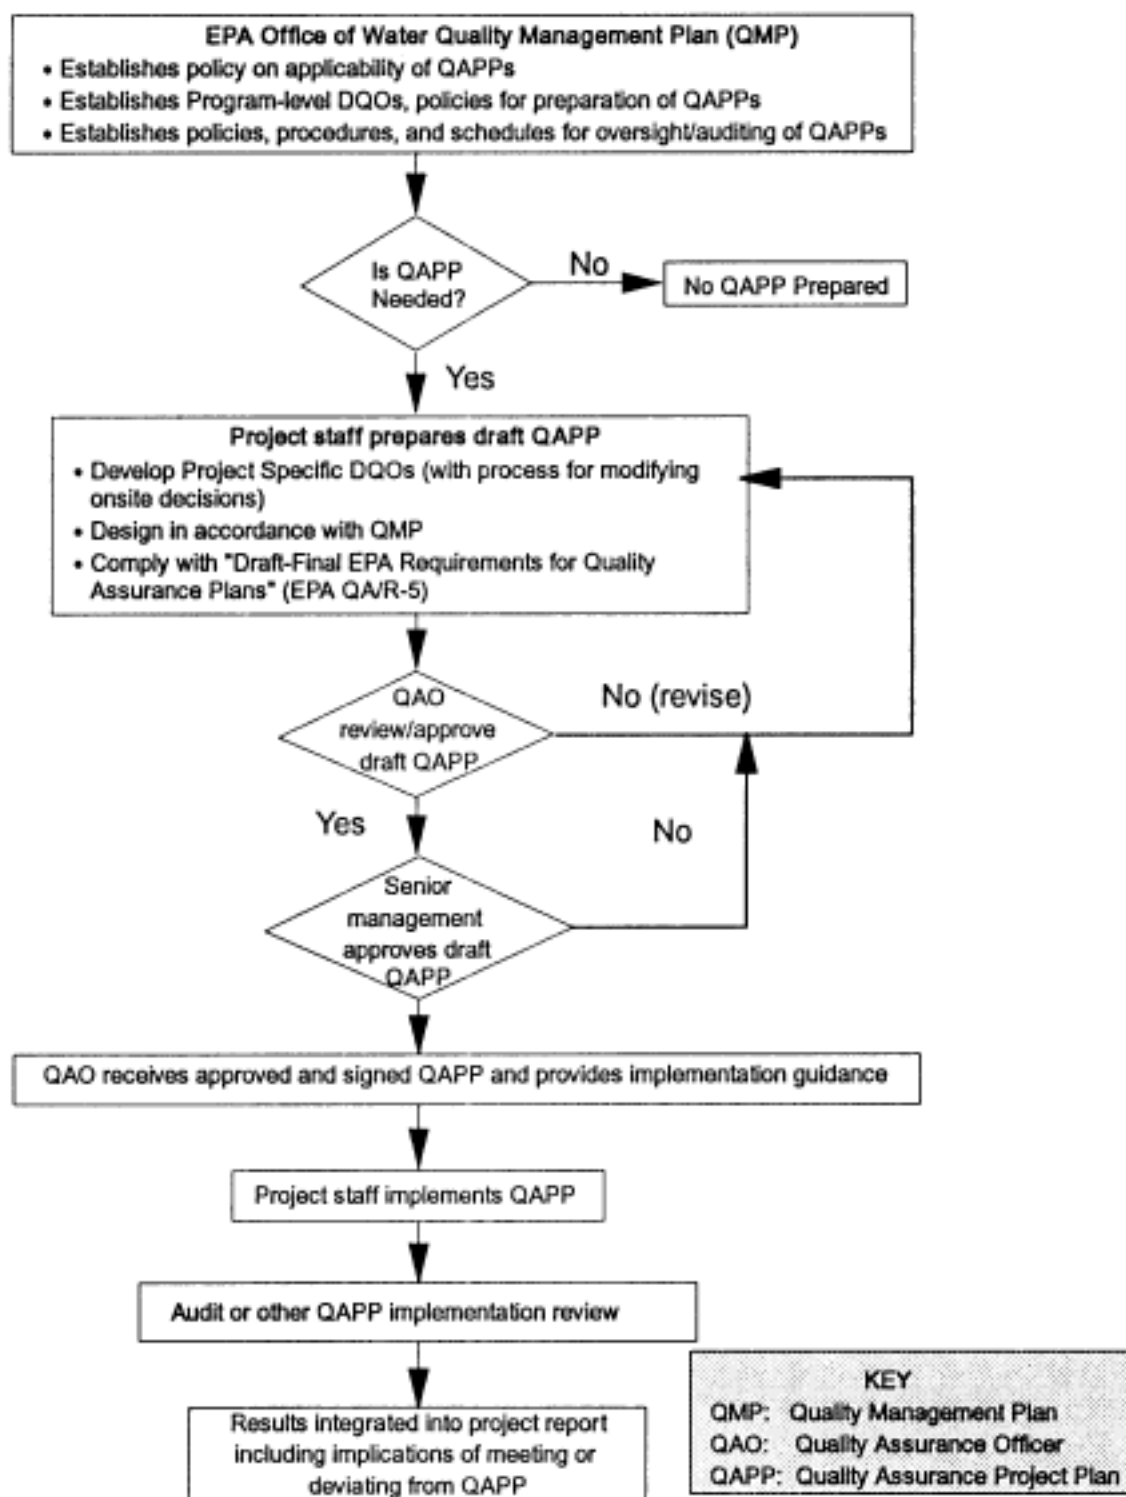 EPA Office of Water Quality Management Plan (QMP)
• Establishes policy on applicability of QAPPs
• Establishes Program-level DQOs, policies for preparation of QAPPs
• Establishes policies, procedures, and schedules for oversight/auditing of QAPPs
Is QAPP
Needed?
No
No QAPP Prepared
Yes
Project staff prepares draft QAPP
• Develop Project Specific DQOs (with process for modifying
onsite decisions)
• Design in accordance with QMP
• Comply with "Draft-Final EPA Requirements for Quality
Assurance Plans" (EPA QA/R-5)
QAO
review/approve
draft QAPP
No (revise)
Yes
No
Senior
management
approves draft
QAPP
QAO receives approved and signed QAPP and provides implementation guidance
Project staff implements QAPP
Audit or other QAPP implementation review
Results integrated into project report
including implications of meeting or
deviating from QAPP
KEY
QMP: Quality Management Plan
QAO: Quality Assurance Officer
QAPP: Quality Assurance Project Plan